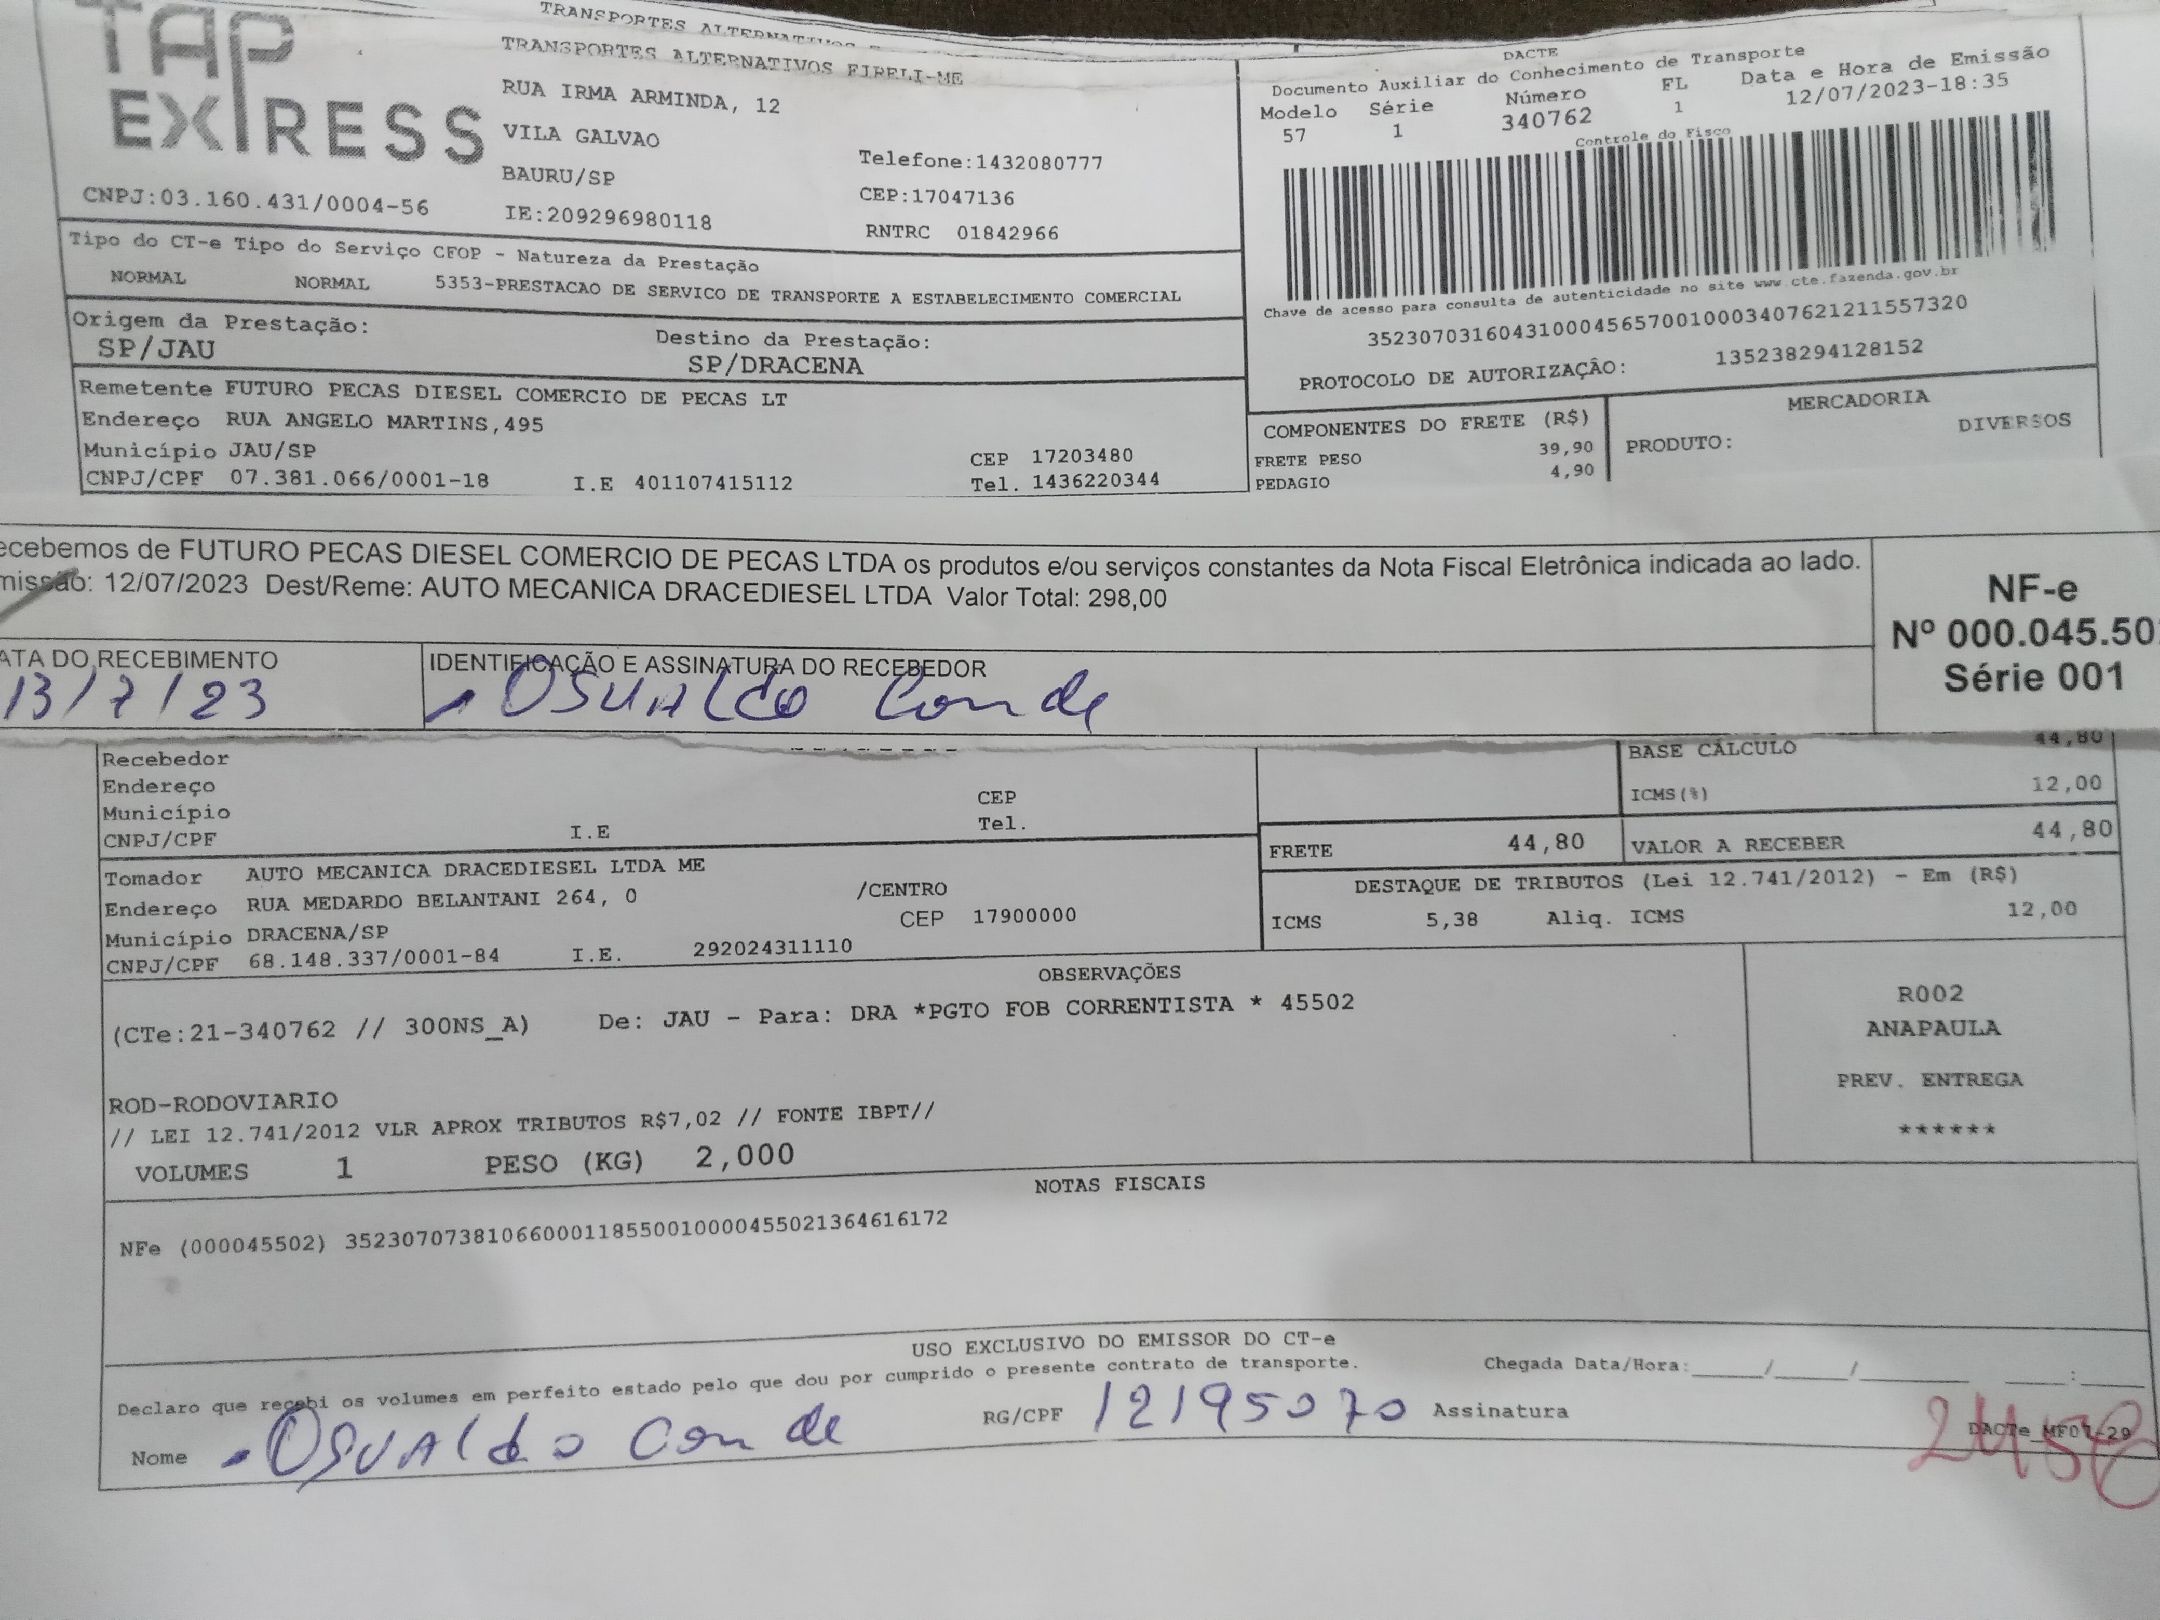 TRANSPORTES ALTERNATIVOS
TAP
EXPRESS
TRANSPORTES ALTERNATIVOS EIRELI-ME
RUA IRMA ARMINDA, 12
VILA GALVAO
Telefone:1432080777
BAURU/SP
CEP:17047136
CNPJ:03.160.431/0004-56
IE:209296980118
RNTRC 01842966
DACTE
Documento Auxiliar do Conhecimento de Transporte
Modelo Série Número FL Data e Hora de Emissão
57 1 340762 1 12/07/2023-18:35
Controle do Fisco
Chave de acesso para consulta de autenticidade no site www.cte.fazenda.gov.br
35230703160431000456570010003407621211557320
PROTOCOLO DE AUTORIZAÇÃO: 135238294128152
Tipo do CT-e Tipo do Serviço CFOP - Natureza da Prestação
NORMAL NORMAL 5353-PRESTACAO DE SERVICO DE TRANSPORTE A ESTABELECIMENTO COMERCIAL
Origem da Prestação: Destino da Prestação:
SP/JAU SP/DRACENA
Remetente FUTURO PECAS DIESEL COMERCIO DE PECAS LT
Endereço RUA ANGELO MARTINS,495
Município JAU/SP CEP 17203480
CNPJ/CPF 07.381.066/0001-18 I.E 401107415112 Tel. 1436220344
COMPONENTES DO FRETE (R$)
FRETE PESO 39,90
PEDAGIO 4,90
MERCADORIA
PRODUTO: DIVERSOS
ecebemos de FUTURO PECAS DIESEL COMERCIO DE PECAS LTDA os produtos e/ou serviços constantes da Nota Fiscal Eletrônica indicada ao lado.
missão: 12/07/2023 Dest/Reme: AUTO MECANICA DRACEDIESEL LTDA Valor Total: 298,00
NF-e
Nº 000.045.50
Série 001
ATA DO RECEBIMENTO IDENTIFICAÇÃO E ASSINATURA DO RECEBEDOR
13/7/23 OSVALdo Conde
Recebedor
Endereço
Município CEP
CNPJ/CPF I.E Tel.
BASE CÁLCULO 44,80
ICMS(%) 12,00
FRETE 44,80 VALOR A RECEBER 44,80
Tomador AUTO MECANICA DRACEDIESEL LTDA ME
Endereço RUA MEDARDO BELANTANI 264, 0 /CENTRO
Município DRACENA/SP CEP 17900000
CNPJ/CPF 68.148.337/0001-84 I.E. 292024311110
DESTAQUE DE TRIBUTOS (Lei 12.741/2012) - Em (R$)
ICMS 5,38 Aliq. ICMS 12,00
OBSERVAÇÕES
(CTe:21-340762 // 300NS_A) De: JAU - Para: DRA *PGTO FOB CORRENTISTA * 45502
R002
ANAPAULA
PREV. ENTREGA
******
ROD-RODOVIARIO
// LEI 12.741/2012 VLR APROX TRIBUTOS R$7,02 // FONTE IBPT//
VOLUMES 1 PESO (KG) 2,000
NOTAS FISCAIS
NFe (000045502) 35230707381066000118550010000455021364616172
USO EXCLUSIVO DO EMISSOR DO CT-e
Declaro que recebi os volumes em perfeito estado pelo que dou por cumprido o presente contrato de transporte. Chegada Data/Hora:_____/_____/_____ ____:____
Nome OSVALdo Conde RG/CPF 12195070 Assinatura
DACTe_MF01-29